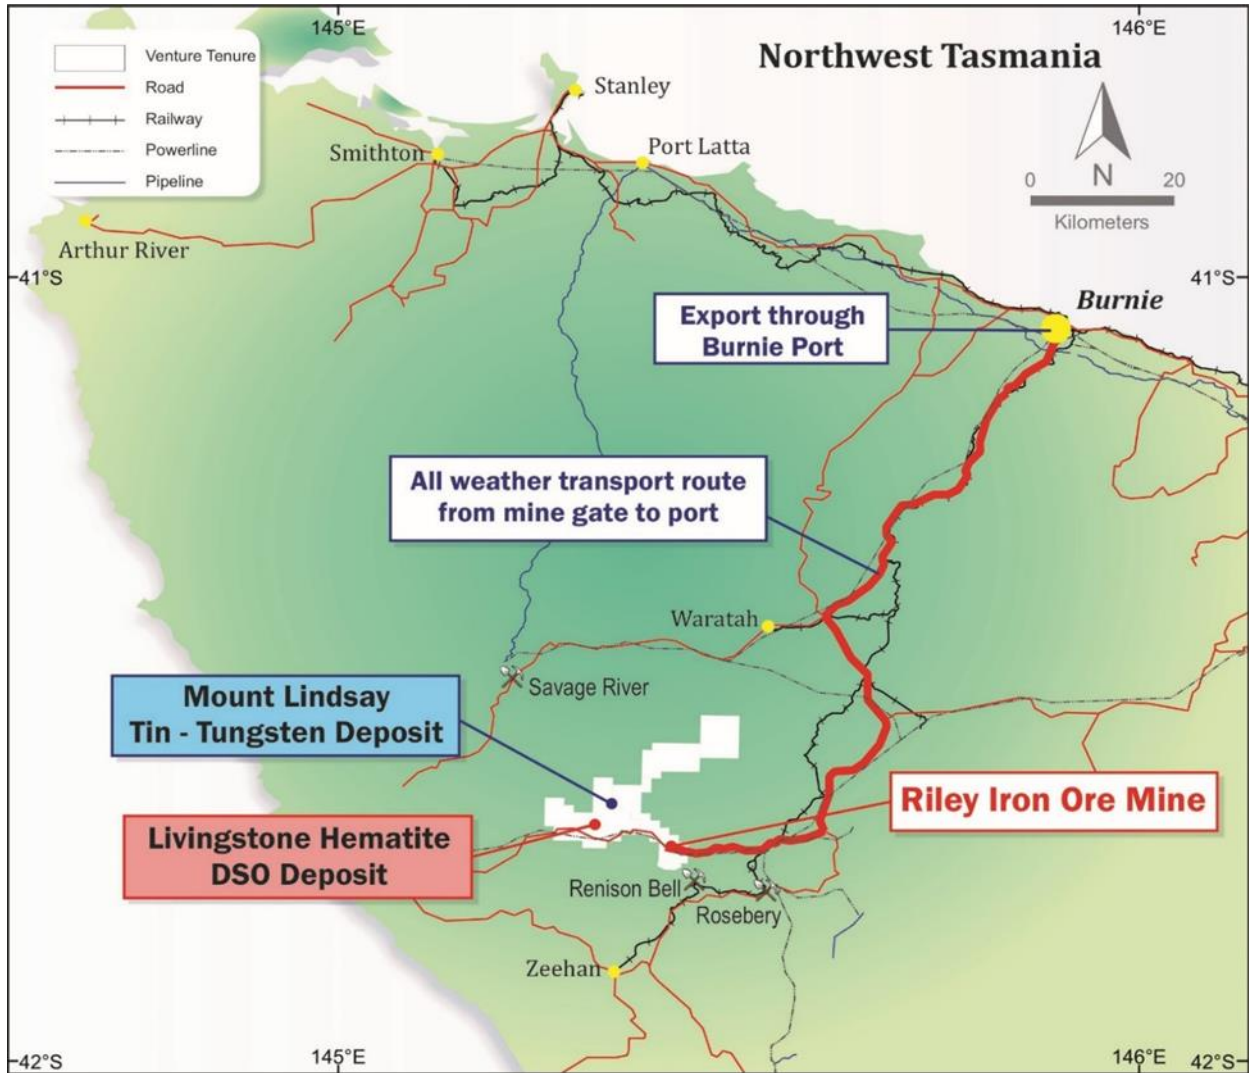 145°E
146°E
Venture Tenure
Road
Railway
Powerline
Pipeline
Northwest Tasmania
N
0
20
Kilometers
Stanley
Smithton
Port Latta
Arthur River
41°S
41°S
Burnie
Export through
Burnie Port
All weather transport route
from mine gate to port
Waratah
Savage River
Mount Lindsay
Tin - Tungsten Deposit
Riley Iron Ore Mine
Livingstone Hematite
DSO Deposit
Renison Bell
Rosebery
Zeehan
42°S
145°E
146°E
42°S